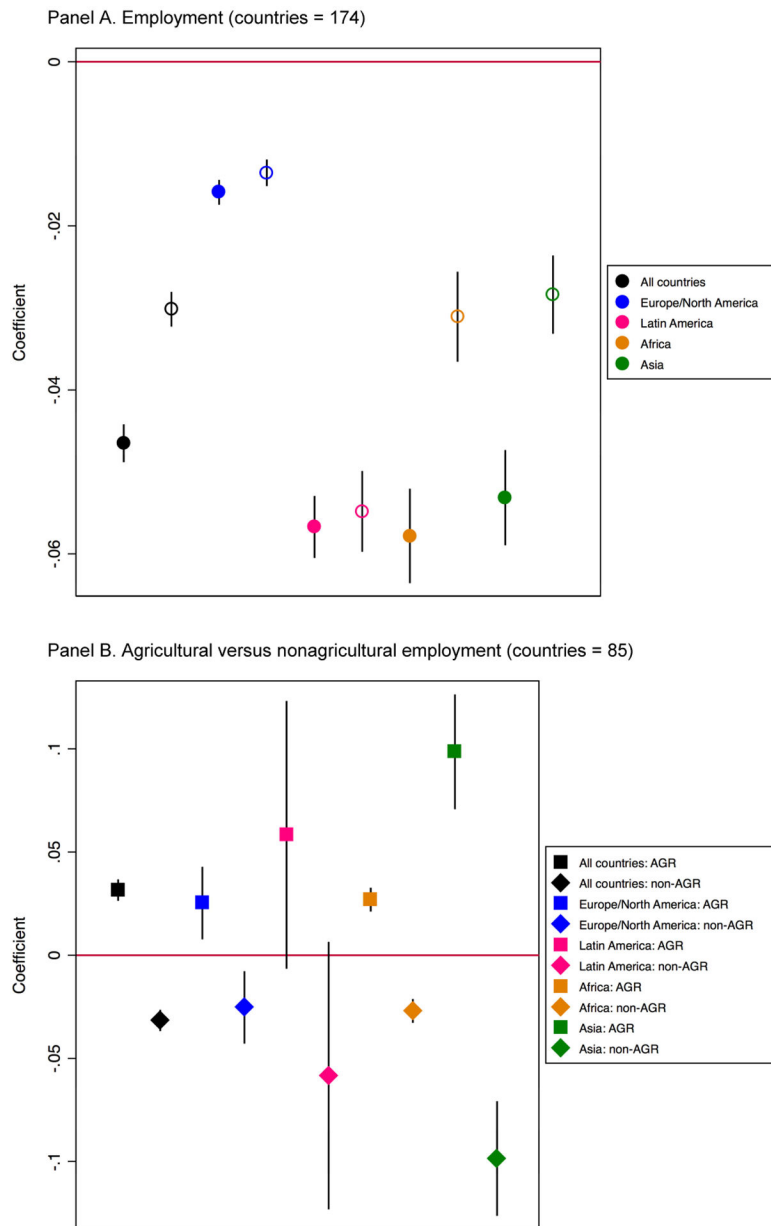 Panel A. Employment (countries = 174)
0
-.02
-.04
-.06
Coefficient
All countries
Europe/North America
Latin America
Africa
Asia
Panel B. Agricultural versus nonagricultural employment (countries = 85)
.1
.05
0
-.05
-.1
Coefficient
All countries: AGR
All countries: non-AGR
Europe/North America: AGR
Europe/North America: non-AGR
Latin America: AGR
Latin America: non-AGR
Africa: AGR
Africa: non-AGR
Asia: AGR
Asia: non-AGR